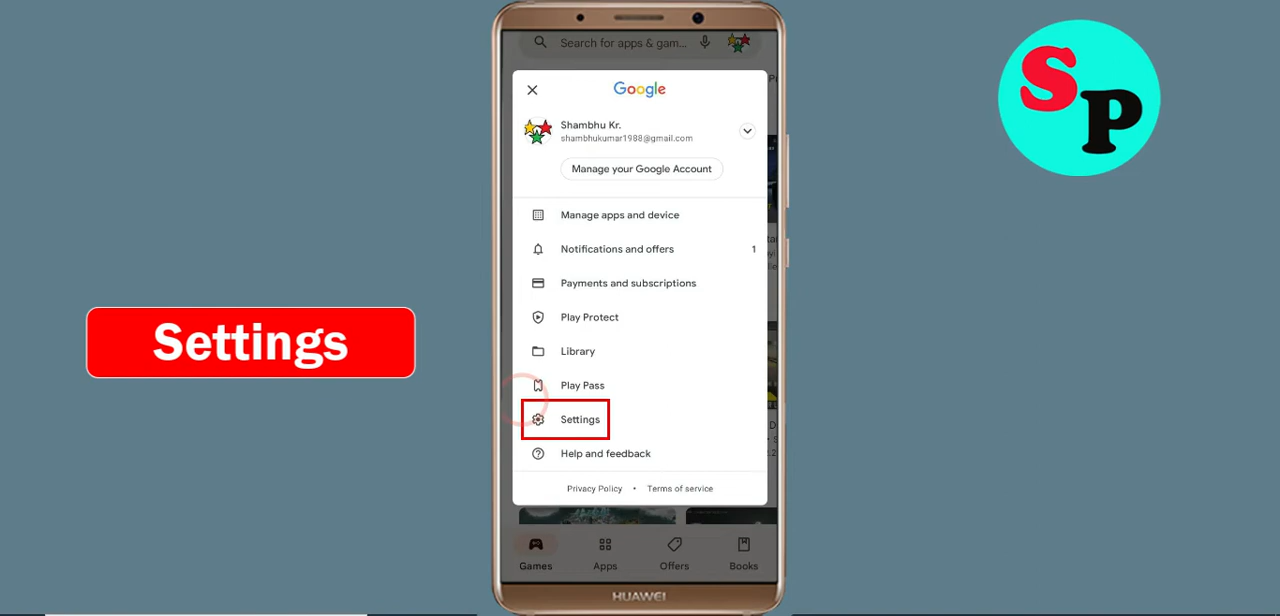 Search for apps & gam...
Google
Shambhu Kr.
shambhukumar1988@gmail.com
Manage your Google Account
Manage apps and device
Notifications and offers 1
Payments and subscriptions
Play Protect
Library
Play Pass
Settings
Help and feedback
Privacy Policy • Terms of service
Games Apps Offers Books
HUAWEI
Settings
SP